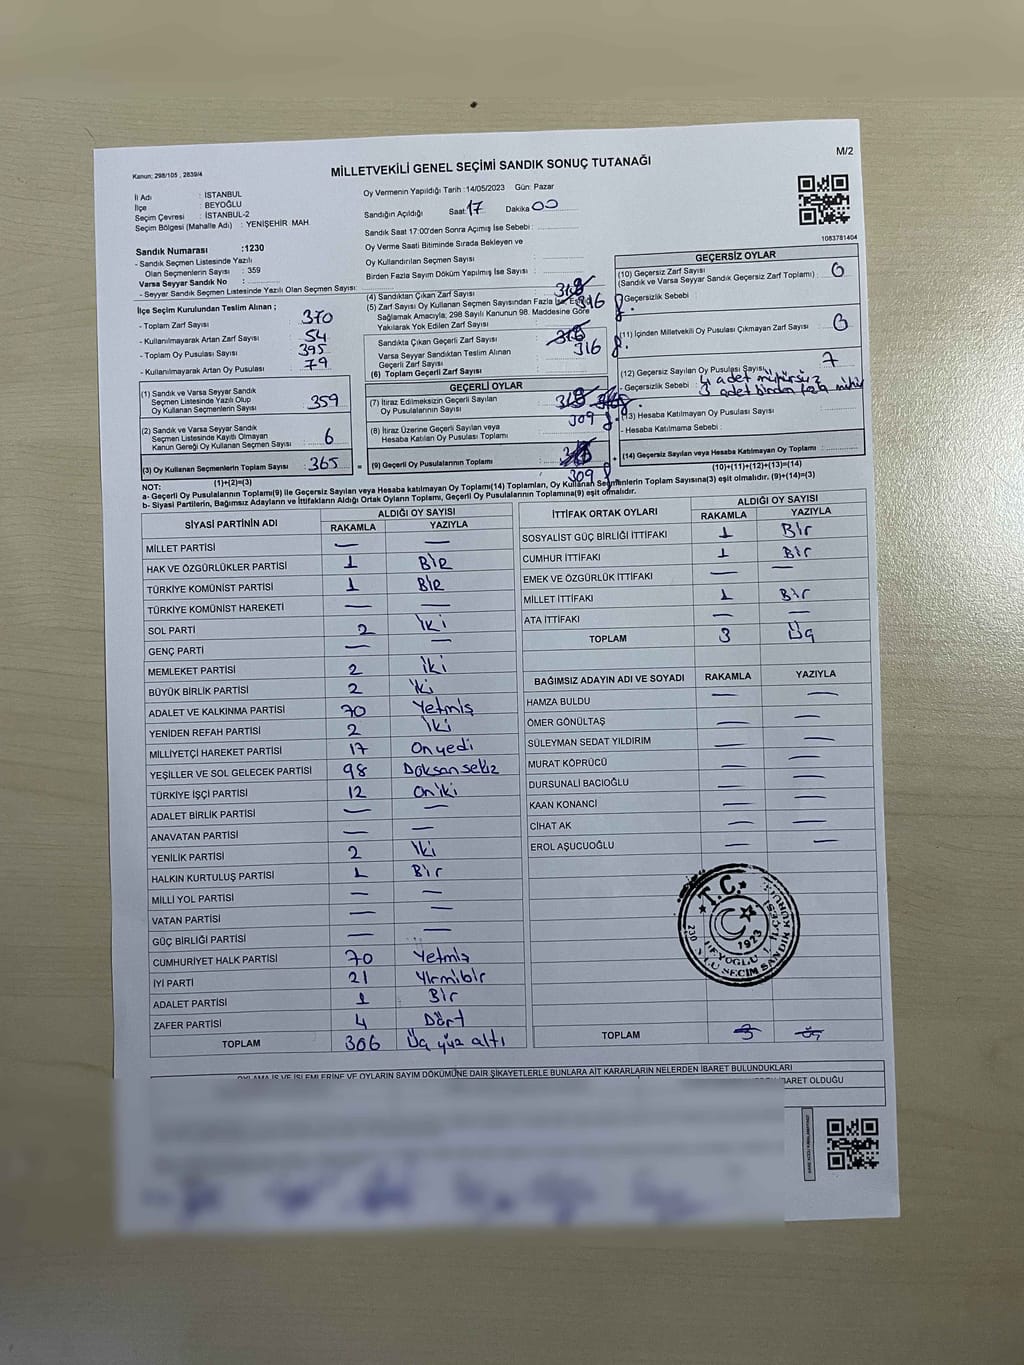 Kanun; 298/105 , 2839/4
MİLLETVEKİLİ GENEL SEÇİMİ SANDIK SONUÇ TUTANAĞI
M/2
İl Adı : İSTANBUL
İlçe : BEYOĞLU
Seçim Çevresi : İSTANBUL-2
Seçim Bölgesi (Mahalle Adı) : YENİŞEHİR MAH.
Sandık Numarası :1230
- Sandık Seçmen Listesinde Yazılı
Olan Seçmenlerin Sayısı : 359
Varsa Seyyar Sandık No :
- Seyyar Sandık Seçmen Listesinde Yazılı Olan Seçmen Sayısı:
Oy Vermenin Yapıldığı Tarih :14/05/2023 Gün: Pazar
Sandığın Açıldığı Saat: 17 Dakika 00
Sandık Saat 17:00'den Sonra Açılmış İse Sebebi :
Oy Verme Saati Bitiminde Sırada Bekleyen ve
Oy Kullandırılan Seçmen Sayısı :
Birden Fazla Sayım Döküm Yapılmış İse Sayısı :
1083781404
İlçe Seçim Kurulundan Teslim Alınan ;
- Toplam Zarf Sayısı : 370
- Kullanılmayarak Artan Zarf Sayısı : 54
- Toplam Oy Pusulası Sayısı : 395
- Kullanılmayarak Artan Oy Pusulası : 79
(1) Sandık ve Varsa Seyyar Sandık
Seçmen Listesinde Yazılı Olup
Oy Kullanan Seçmenlerin Sayısı : 359
(2) Sandık ve Varsa Seyyar Sandık
Seçmen Listesinde Kayıtlı Olmayan
Kanun Gereği Oy Kullanan Seçmen Sayısı : 6
(3) Oy Kullanan Seçmenlerin Toplam Sayısı : 365
(1)+(2)=(3)
(4) Sandıktan Çıkan Zarf Sayısı : 316
(5) Zarf Sayısı Oy Kullanan Seçmen Sayısından Fazla İse
Sağlamak Amacıyla; 298 Sayılı Kanunun 98. Maddesine Göre
Yakılarak Yok Edilen Zarf Sayısı :
Sandıkta Çıkan Geçerli Zarf Sayısı : 316
Varsa Seyyar Sandıktan Teslim Alınan
Geçerli Zarf Sayısı :
(6) Toplam Geçerli Zarf Sayısı :
GEÇERLİ OYLAR
(7) İtiraz Edilmeksizin Geçerli Sayılan
Oy Pusulalarının Sayısı : 309
(8) İtiraz Üzerine Geçerli Sayılan veya
Hesaba Katılan Oy Pusulası Toplamı :
(9) Geçerli Oy Pusulalarının Toplamı : 309
GEÇERSİZ OYLAR
(10) Geçersiz Zarf Sayısı : 0
(Sandık ve Varsa Seyyar Sandık Geçersiz Zarf Toplamı)
Geçersizlik Sebebi :
(11) İçinden Milletvekili Oy Pusulası Çıkmayan Zarf Sayısı : 0
(12) Geçersiz Sayılan Oy Pusulası Sayısı : 7
- Geçersizlik Sebebi : 4 adet mühürsüz
3 adet birden fazla mühür
(13) Hesaba Katılmayan Oy Pusulası Sayısı :
- Hesaba Katılmama Sebebi :
(14) Geçersiz Sayılan veya Hesaba Katılmayan Oy Toplamı :
(10)+(11)+(12)+(13)=(14)
NOT:
a- Geçerli Oy Pusulalarının Toplamı(9) ile Geçersiz Sayılan veya Hesaba katılmayan Oy Toplamı(14) Toplamları, Oy Kullanan Seçmenlerin Toplam Sayısına(3) eşit olmalıdır. (9)+(14)=(3)
b- Siyasi Partilerin, Bağımsız Adayların ve İttifakların Aldığı Oy Ortak Oyların Toplamı, Geçerli Oy Pusulalarının Toplamına(9) eşit olmalıdır.
SİYASİ PARTİNİN ADI ALDIĞI OY SAYISI
RAKAMLA YAZIYLA
MİLLET PARTİSİ — —
HAK VE ÖZGÜRLÜKLER PARTİSİ 1 Bir
TÜRKİYE KOMÜNİST PARTİSİ 1 Bir
TÜRKİYE KOMÜNİST HAREKETİ — —
SOL PARTİ 2 İki
GENÇ PARTİ — —
MEMLEKET PARTİSİ 2 İki
BÜYÜK BİRLİK PARTİSİ 2 İki
ADALET VE KALKINMA PARTİSİ 70 Yetmiş
YENİDEN REFAH PARTİSİ 2 İki
MİLLİYETÇİ HAREKET PARTİSİ 17 Onyedi
YEŞİLLER VE SOL GELECEK PARTİSİ 98 Doksan sekiz
TÜRKİYE İŞÇİ PARTİSİ 12 Oniki
ADALET BİRLİK PARTİSİ — —
ANAVATAN PARTİSİ — —
YENİLİK PARTİSİ 2 İki
HALKIN KURTULUŞ PARTİSİ 1 Bir
MİLLİ YOL PARTİSİ — —
VATAN PARTİSİ — —
GÜÇ BİRLİĞİ PARTİSİ — —
CUMHURİYET HALK PARTİSİ 70 Yetmiş
İYİ PARTİ 21 Yirmibir
ADALET PARTİSİ 1 Bir
ZAFER PARTİSİ 4 Dört
TOPLAM 306 Üç yüz altı
İTTİFAK ORTAK OYLARI ALDIĞI OY SAYISI
RAKAMLA YAZIYLA
SOSYALİST GÜÇ BİRLİĞİ İTTİFAKI 1 Bir
CUMHUR İTTİFAKI 1 Bir
EMEK VE ÖZGÜRLÜK İTTİFAKI — —
MİLLET İTTİFAKI 1 Bir
ATA İTTİFAKI — —
TOPLAM 3 Üç
BAĞIMSIZ ADAYIN ADI VE SOYADI RAKAMLA YAZIYLA
HAMZA BULDU — —
ÖMER GÖNÜLTAŞ — —
SÜLEYMAN SEDAT YILDIRIM — —
MURAT KÖPRÜCÜ — —
DURSUNALİ BACIOĞLU — —
KAAN KONANCİ — —
CİHAT AK — —
EROL AŞUCUOĞLU — —
T.C.
1923
BEYOĞLU İLÇESİ
SEÇİM SANDIK KURULU
TOPLAM 3 üç
OYLAMA İŞ VE İŞLEMLERİNE VE OYLARIN SAYIM DÖKÜMÜNE DAİR ŞİKAYETLERLE BUNLARA AİT KARARLARIN NELERDEN İBARET BULUNDUKLARI
İBARET OLDUĞU